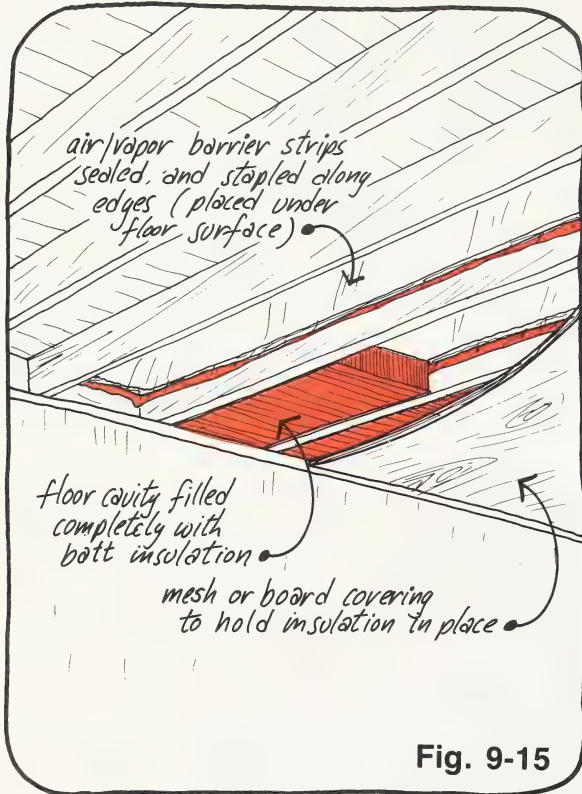 air/vapor barrier strips
sealed, and stapled along
edges (placed under
floor surface)
floor cavity filled
completely with
batt insulation
mesh or board covering
to hold insulation in place
Fig. 9-15